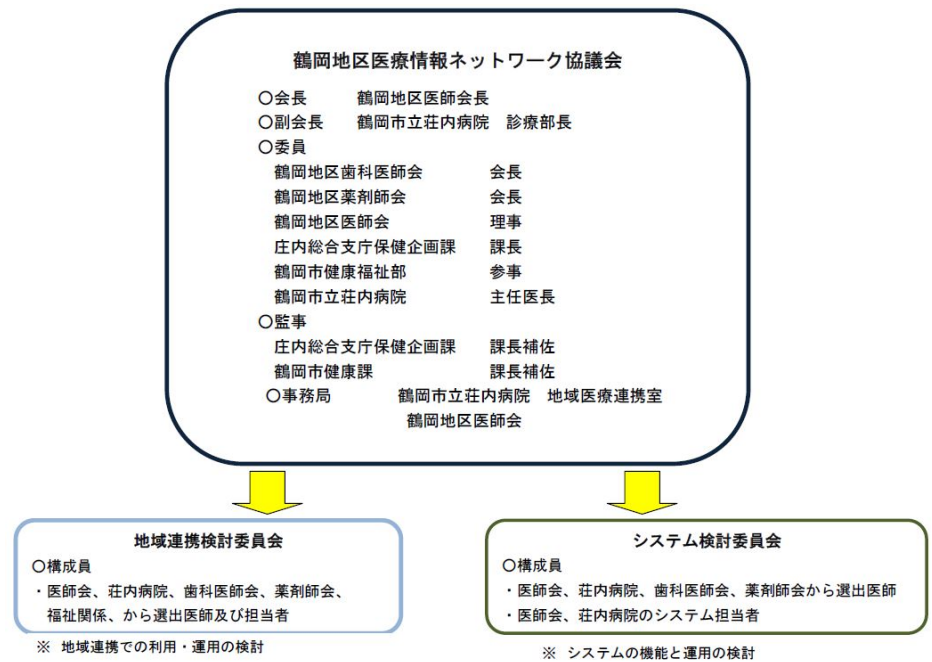 鶴岡地区医療情報ネットワーク協議会
〇会長 鶴岡地区医師会長
〇副会長 鶴岡市立荘内病院 診療部長
〇委員
鶴岡地区歯科医師会 会長
鶴岡地区薬剤師会 会長
鶴岡地区医師会 理事
庄内総合支庁保健企画課 課長
鶴岡市健康福祉部 参事
鶴岡市立荘内病院 主任医長
〇監事
庄内総合支庁保健企画課 課長補佐
鶴岡市健康課 課長補佐
〇事務局 鶴岡市立荘内病院 地域医療連携室
鶴岡地区医師会
地域連携検討委員会
〇構成員
・医師会、荘内病院、歯科医師会、薬剤師会、
福祉関係、から選出医師及び担当者
※ 地域連携での利用・運用の検討
システム検討委員会
〇構成員
・医師会、荘内病院、歯科医師会、薬剤師会から選出医師
・医師会、荘内病院のシステム担当者
※ システムの機能と運用の検討